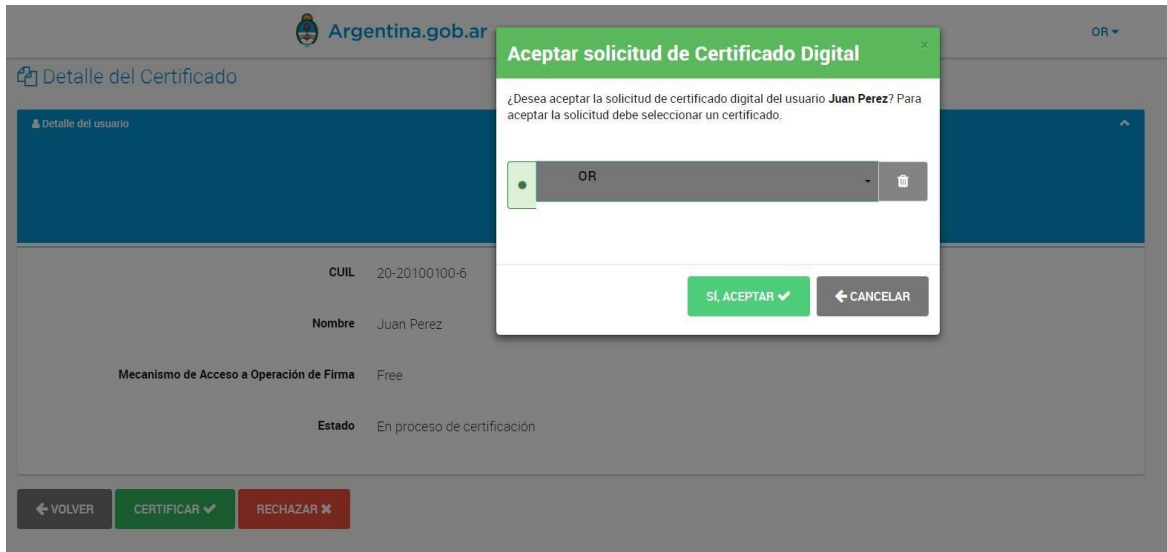 Argentina.gob.ar
OR
Detalle del Certificado
Detalle del usuario
Aceptar solicitud de Certificado Digital
×
¿Desea aceptar la solicitud de certificado digital del usuario Juan Perez? Para
aceptar la solicitud debe seleccionar un certificado.
OR
SÍ, ACEPTAR
CANCELAR
CUIL 20-20100100-6
Nombre Juan Perez
Mecanismo de Acceso a Operación de Firma Free
Estado En proceso de certificación
VOLVER CERTIFICAR RECHAZAR